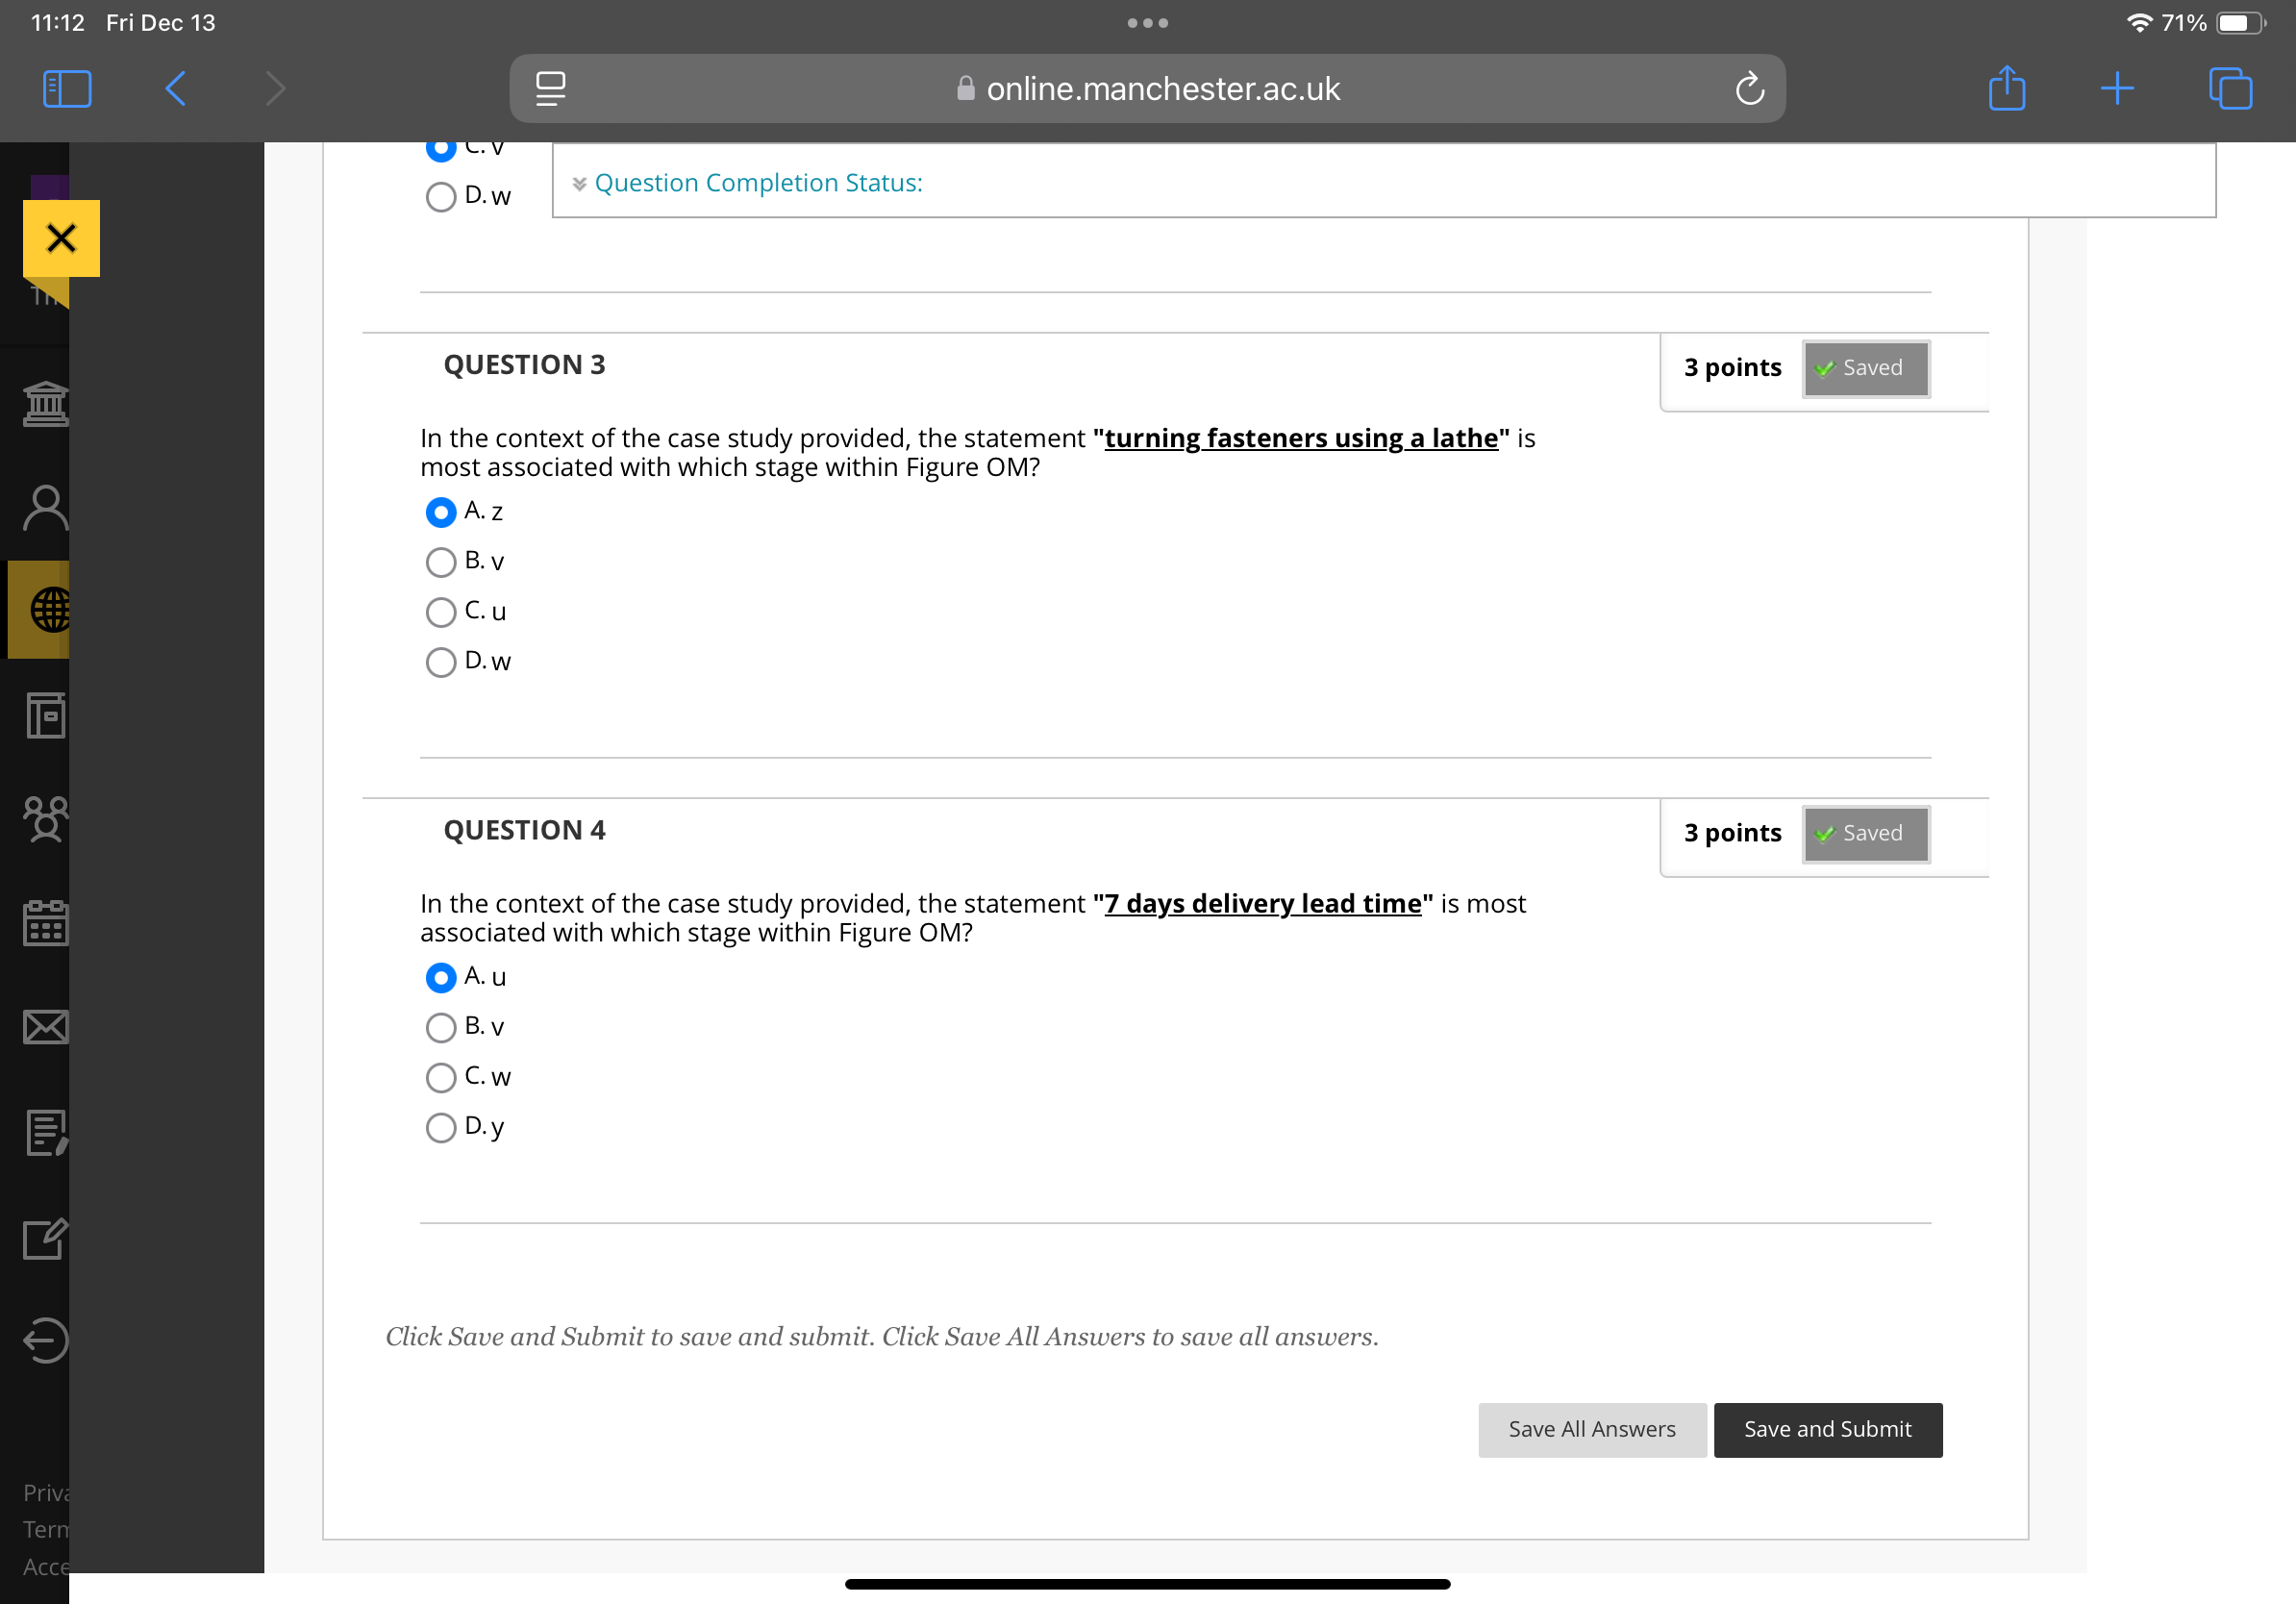 11:12 Fri Dec 13
71%
online.manchester.ac.uk
C. v
Question Completion Status:
D. w
QUESTION 3
3 points
Saved
In the context of the case study provided, the statement "turning fasteners using a lathe" is
most associated with which stage within Figure OM?
A. z
B. v
C. u
D. w
QUESTION 4
3 points
Saved
In the context of the case study provided, the statement "7 days delivery lead time" is most
associated with which stage within Figure OM?
A. u
B. v
C. w
D. y
Click Save and Submit to save and submit. Click Save All Answers to save all answers.
Save All Answers
Save and Submit
Priva
Term
Acce